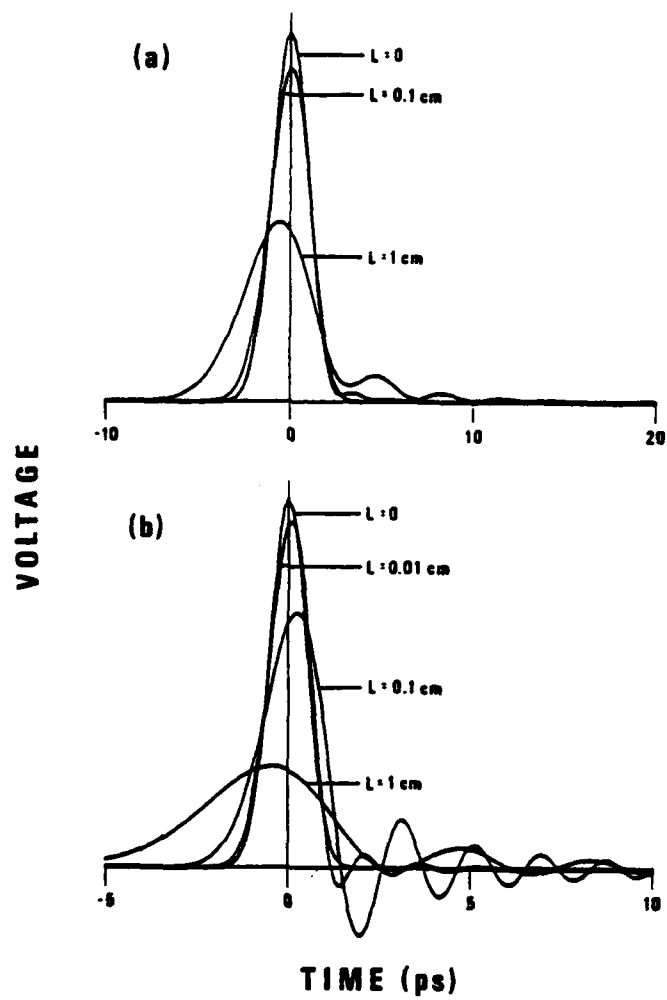 (a)
L=0
L=0.1 cm
L=1 cm
-10 0 10 20
VOLTAGE
(b)
L=0
L=0.01 cm
L=0.1 cm
L=1 cm
-5 0 5 10
TIME (ps)